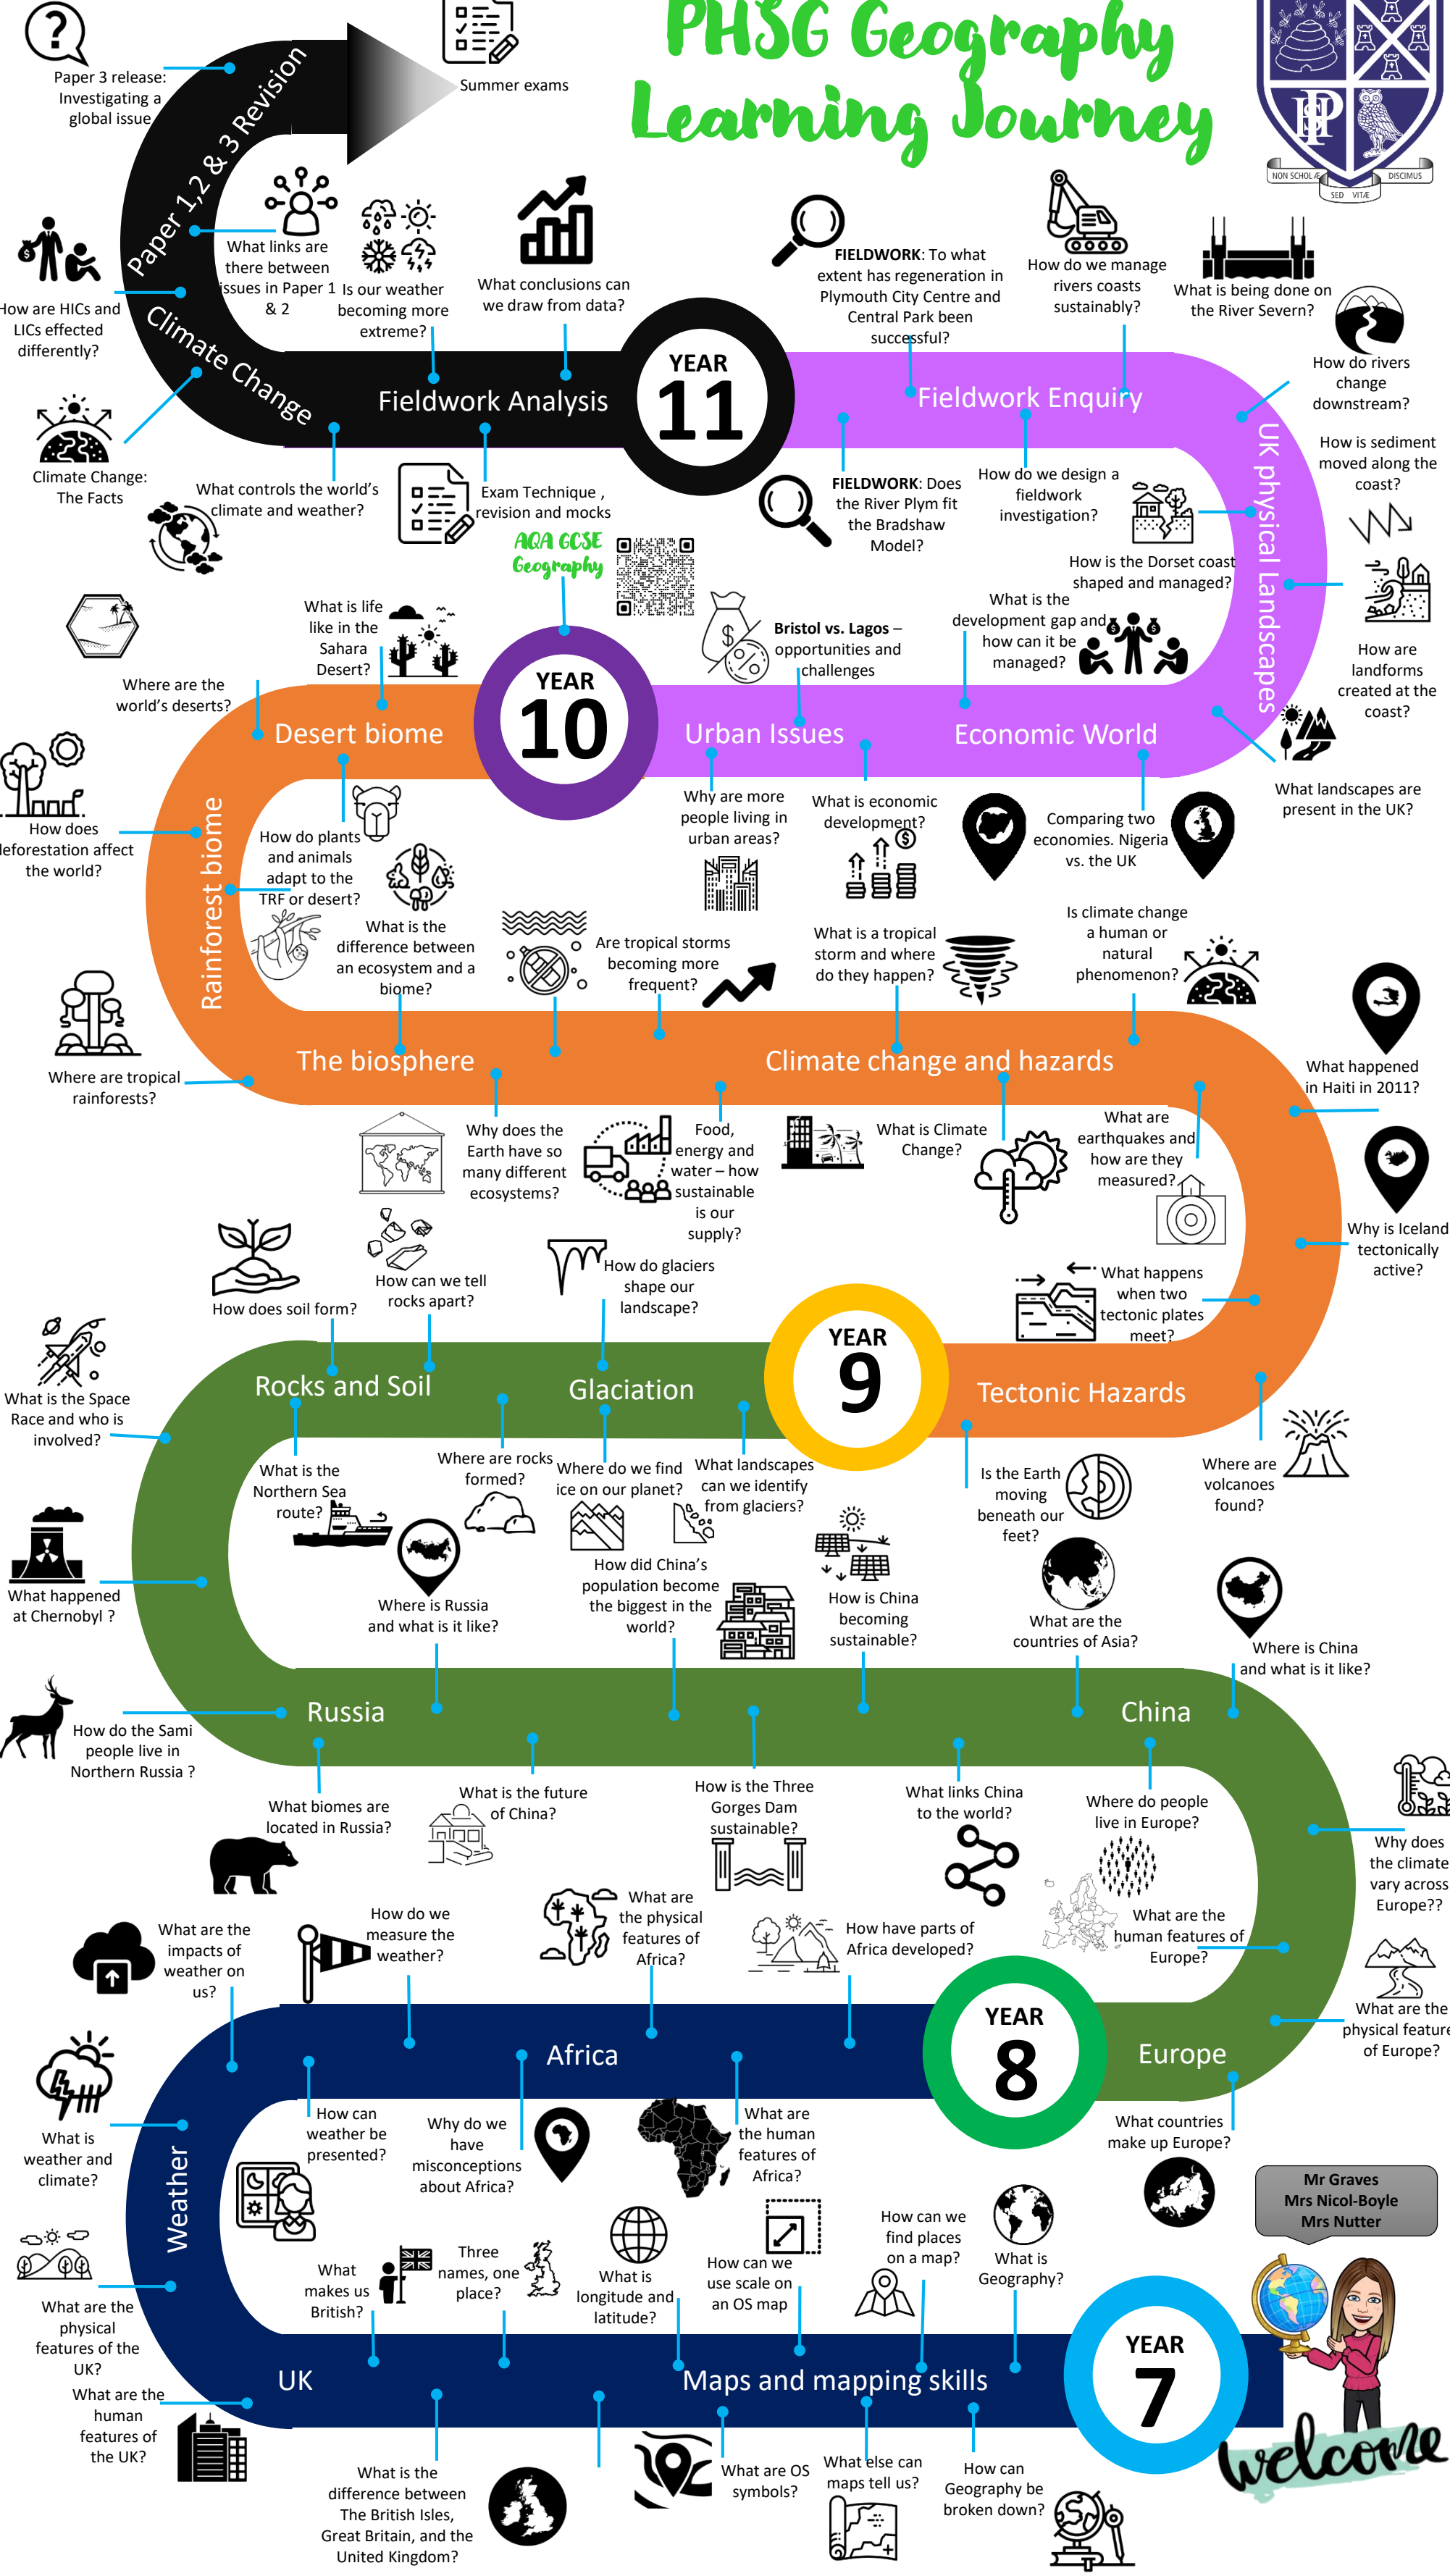 PHSG Geography
Learning Journey
NON SCHOLÆ
DISCIMUS
SED VITÆ
Paper 3 release:
Investigating a
global issue
Summer exams
Paper 1,2 & 3 Revision
What links are
there between
issues in Paper 1
& 2
Is our weather
becoming more
extreme?
What conclusions can
we draw from data?
FIELDWORK: To what
extent has regeneration in
Plymouth City Centre and
Central Park been
successful?
How do we manage
rivers coasts
sustainably?
What is being done on
the River Severn?
How are HICs and
LICs effected
differently?
Climate Change
Fieldwork Analysis
YEAR
11
Fieldwork Enquiry
How do rivers
change
downstream?
UK physical Landscapes
Climate Change:
The Facts
What controls the world's
climate and weather?
Exam Technique ,
revision and mocks
FIELDWORK: Does
the River Plym fit
the Bradshaw
Model?
How do we design a
fieldwork
investigation?
How is sediment
moved along the
coast?
AQA GCSE
Geography
How is the Dorset coast
shaped and managed?
What is life
like in the
Sahara
Desert?
Bristol vs. Lagos –
opportunities and
challenges
What is the
development gap and
how can it be
managed?
How are
landforms
created at the
coast?
Where are the
world's deserts?
Desert biome
YEAR
10
Urban Issues
Economic World
What landscapes are
present in the UK?
How does
deforestation affect
the world?
Rainforest biome
How do plants
and animals
adapt to the
TRF or desert?
Why are more
people living in
urban areas?
What is economic
development?
Comparing two
economies. Nigeria
vs. the UK
What is the
difference between
an ecosystem and a
biome?
Are tropical storms
becoming more
frequent?
What is a tropical
storm and where
do they happen?
Is climate change
a human or
natural
phenomenon?
Where are tropical
rainforests?
The biosphere
Climate change and hazards
What happened
in Haiti in 2011?
Why does the
Earth have so
many different
ecosystems?
Food,
energy and
water – how
sustainable
is our
supply?
What is Climate
Change?
What are
earthquakes and
how are they
measured?
Why is Iceland
tectonically
active?
How does soil form?
How can we tell
rocks apart?
How do glaciers
shape our
landscape?
What happens
when two
tectonic plates
meet?
What is the Space
Race and who is
involved?
Rocks and Soil
Glaciation
YEAR
9
Tectonic Hazards
What is the
Northern Sea
route?
Where are rocks
formed?
Where do we find
ice on our planet?
What landscapes
can we identify
from glaciers?
Is the Earth
moving
beneath our
feet?
Where are
volcanoes
found?
What happened
at Chernobyl ?
Where is Russia
and what is it like?
How did China's
population become
the biggest in the
world?
How is China
becoming
sustainable?
What are the
countries of Asia?
Where is China
and what is it like?
How do the Sami
people live in
Northern Russia ?
Russia
China
What biomes are
located in Russia?
What is the future
of China?
How is the Three
Gorges Dam
sustainable?
What links China
to the world?
Where do people
live in Europe?
Why does
the climate
vary across
Europe??
What are the
impacts of
weather on
us?
How do we
measure the
weather?
What are
the physical
features of
Africa?
How have parts of
Africa developed?
What are the
human features of
Europe?
What are the
physical feature
of Europe?
Africa
YEAR
8
Europe
What is
weather and
climate?
Weather
How can
weather be
presented?
Why do we
have
misconceptions
about Africa?
What are
the human
features of
Africa?
What countries
make up Europe?
Mr Graves
Mrs Nicol-Boyle
Mrs Nutter
What are the
physical
features of the
UK?
What
makes us
British?
Three
names, one
place?
What is
longitude and
latitude?
How can we
use scale on
an OS map
How can we
find places
on a map?
What is
Geography?
What are the
human
features of
the UK?
UK
Maps and mapping skills
YEAR
7
What is the
difference between
The British Isles,
Great Britain, and the
United Kingdom?
What are OS
symbols?
What else can
maps tell us?
How can
Geography be
broken down?
welcome